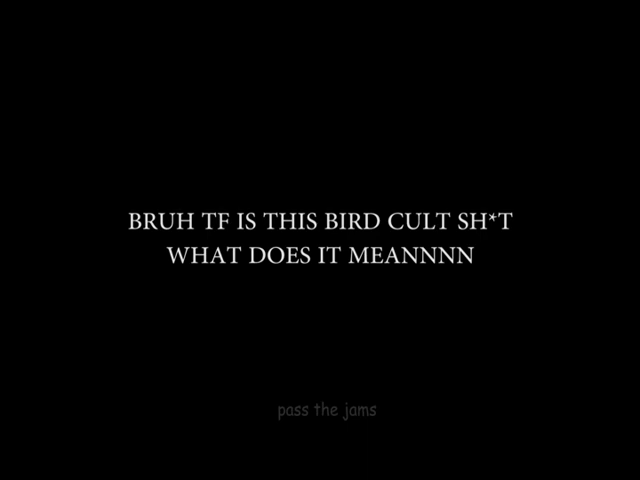 BRUH TF IS THIS BIRD CULT SH*T
WHAT DOES IT MEANNNN
pass the jams